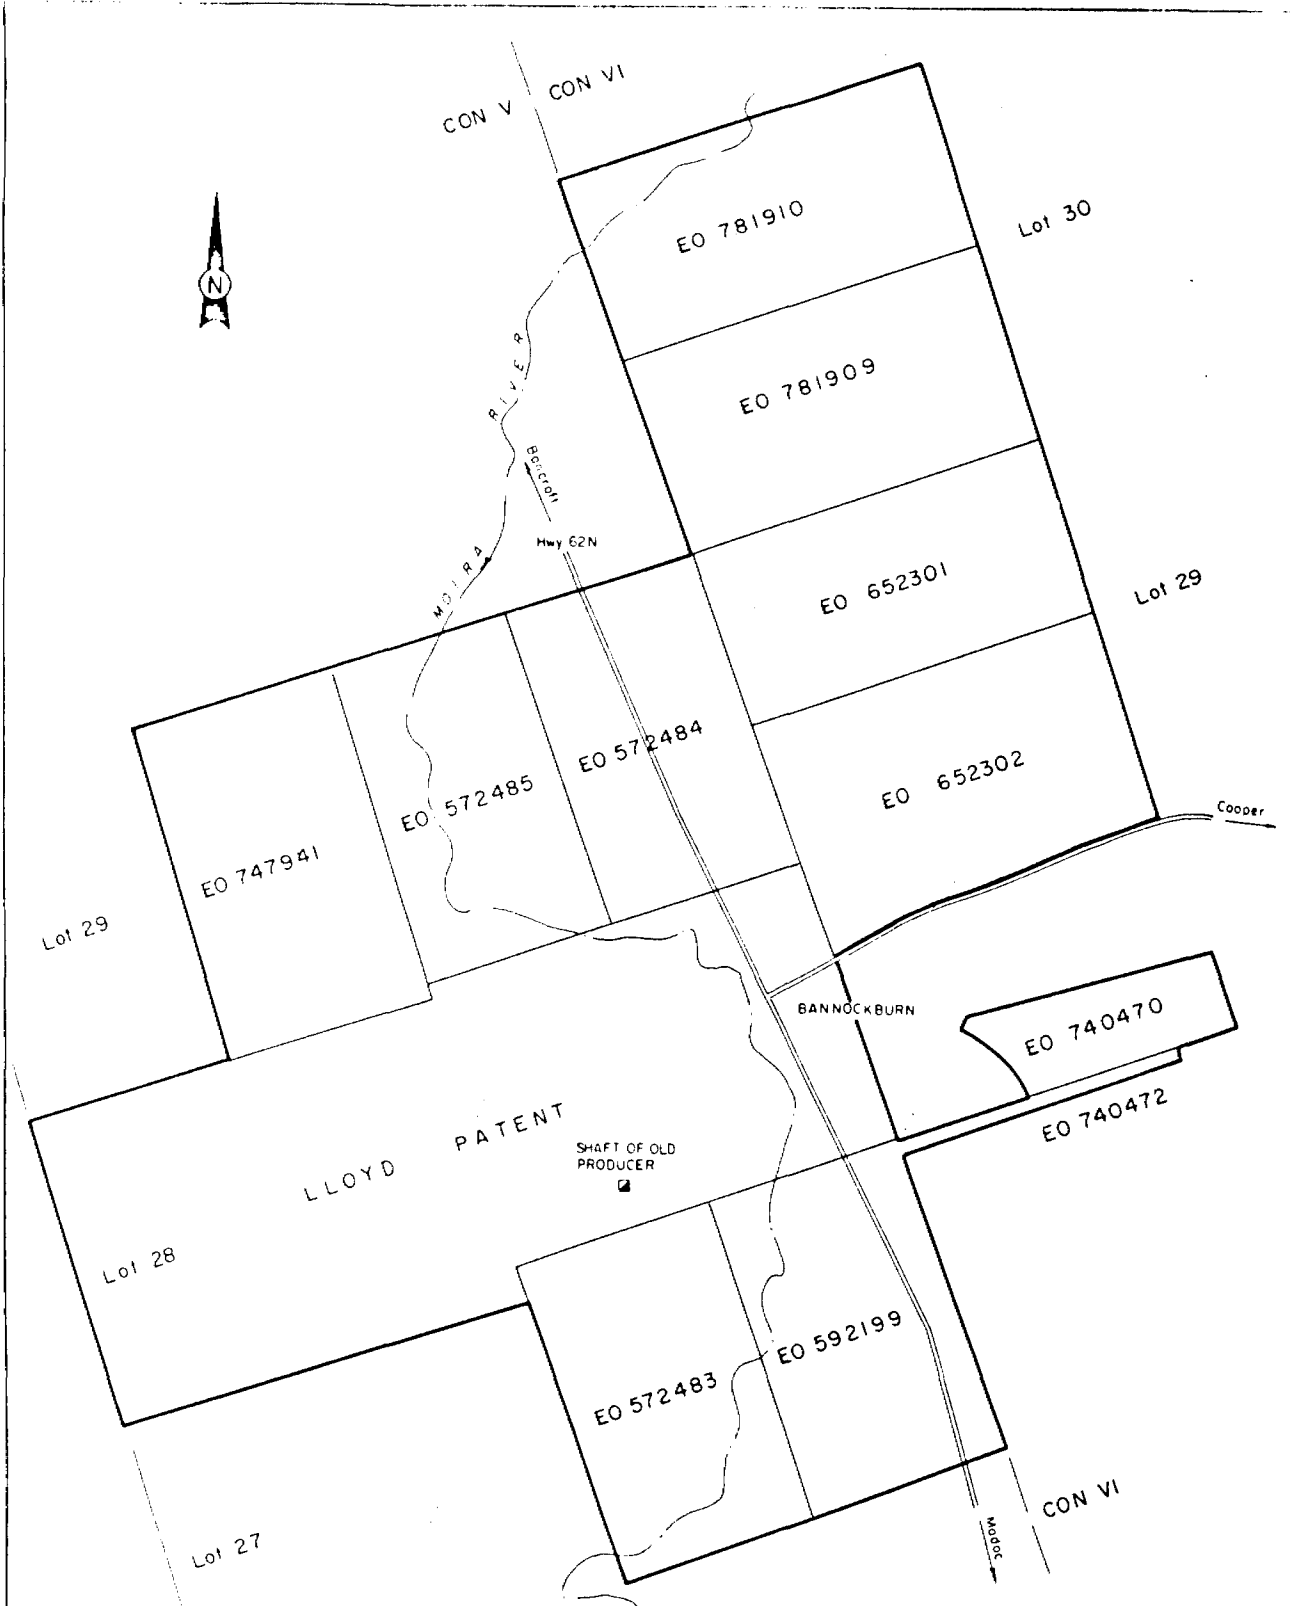 CON V
CON VI
N
EO 781910
Lot 30
EO 781909
RIVER
Bancroft
Hwy 62N
MOIRA
EO 652301
Lot 29
EO 572484
EO 572485
EO 652302
Cooper
EO 747941
Lot 29
BANNOCKBURN
EO 740470
EO 740472
LLOYD PATENT
SHAFT OF OLD
PRODUCER
Lot 28
EO 592199
EO 572483
CON VI
Madoc
Lot 27